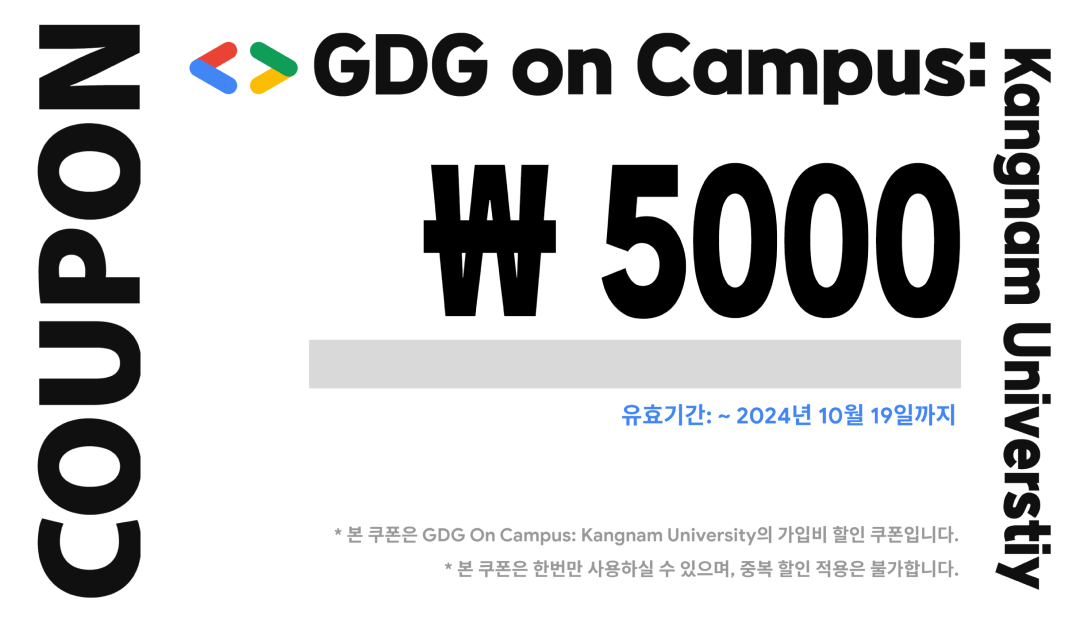 COUPON
GDG on Campus:
Kangnam Universtiy
₩ 5000
유효기간: ~ 2024년 10월 19일까지
* 본 쿠폰은 GDG On Campus: Kangnam University의 가입비 할인 쿠폰입니다.
* 본 쿠폰은 한번만 사용하실 수 있으며, 중복 할인 적용은 불가합니다.